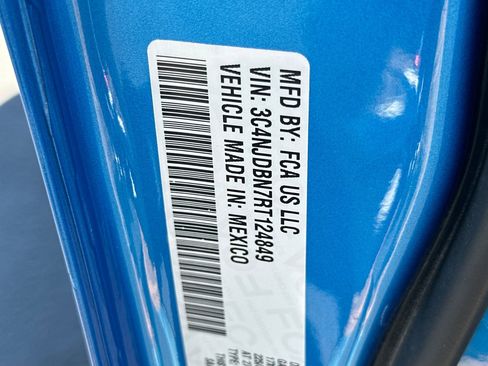 MFD BY: FCA US LLC
VIN: 3C4NJDBN7RT124849
VEHICLE MADE IN: MEXICO